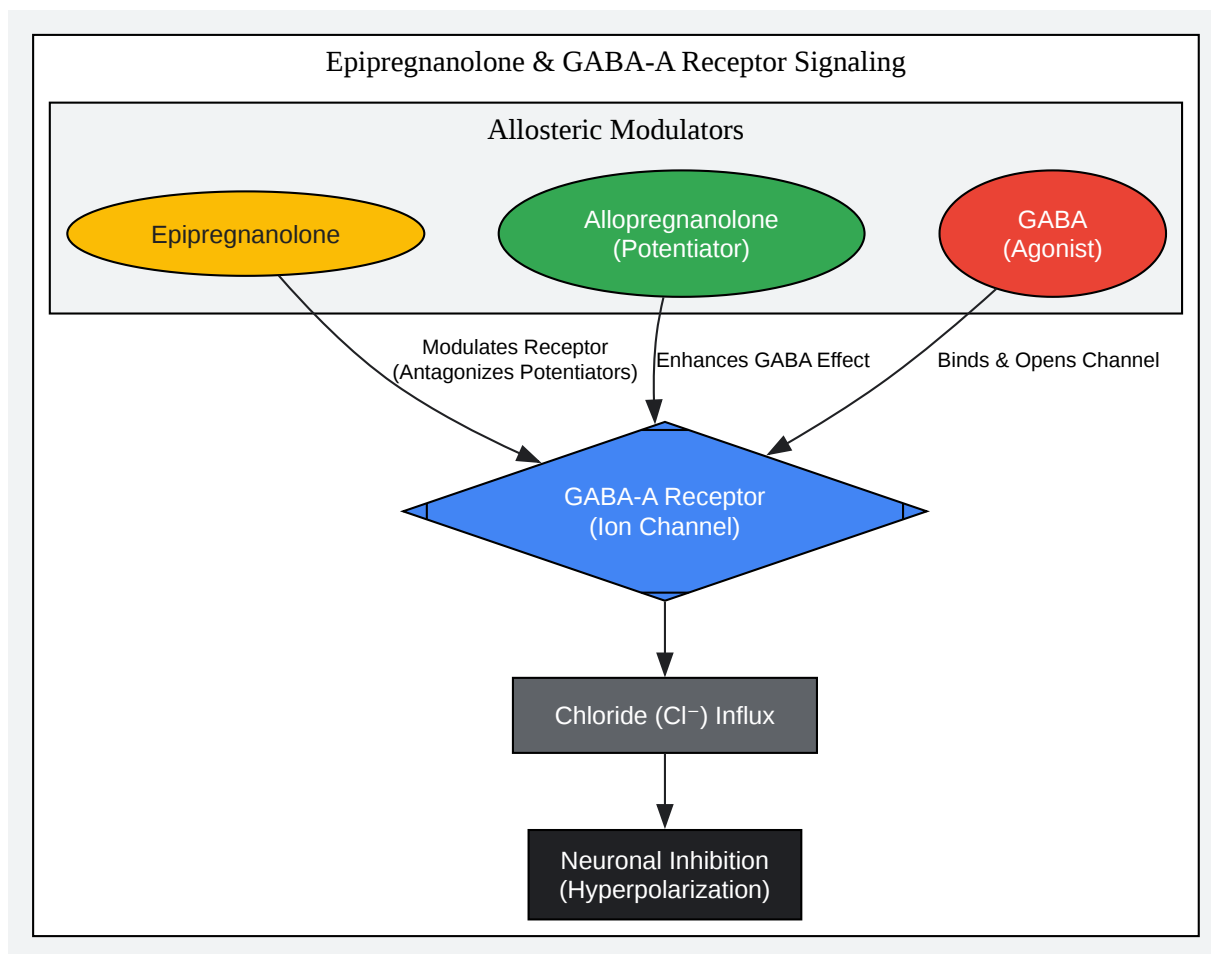 Epipregnanolone & GABA-A Receptor Signaling
Allosteric Modulators
Epipregnanolone
Allopregnanolone
(Potentiator)
GABA
(Agonist)
Modulates Receptor
(Antagonizes Potentiators)
Enhances GABA Effect
Binds & Opens Channel
GABA-A Receptor
(Ion Channel)
Chloride (Cl⁻) Influx
Neuronal Inhibition
(Hyperpolarization)